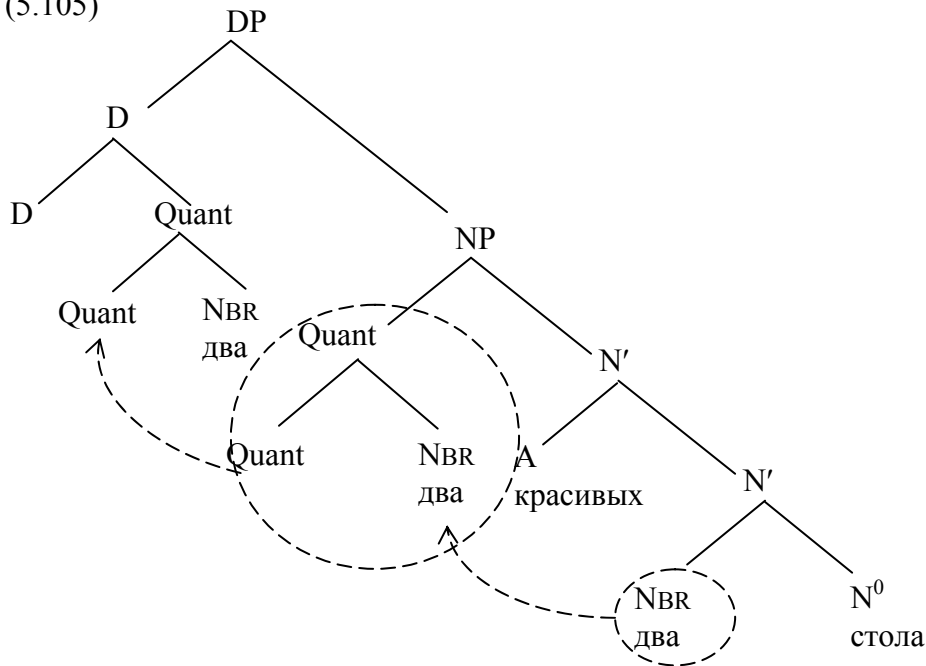 (5.105)
DP
D
D
Quant
NP
Quant
NBR
два
Quant
N′
Quant
NBR
два
A
красивых
N′
NBR
два
N⁰
стола